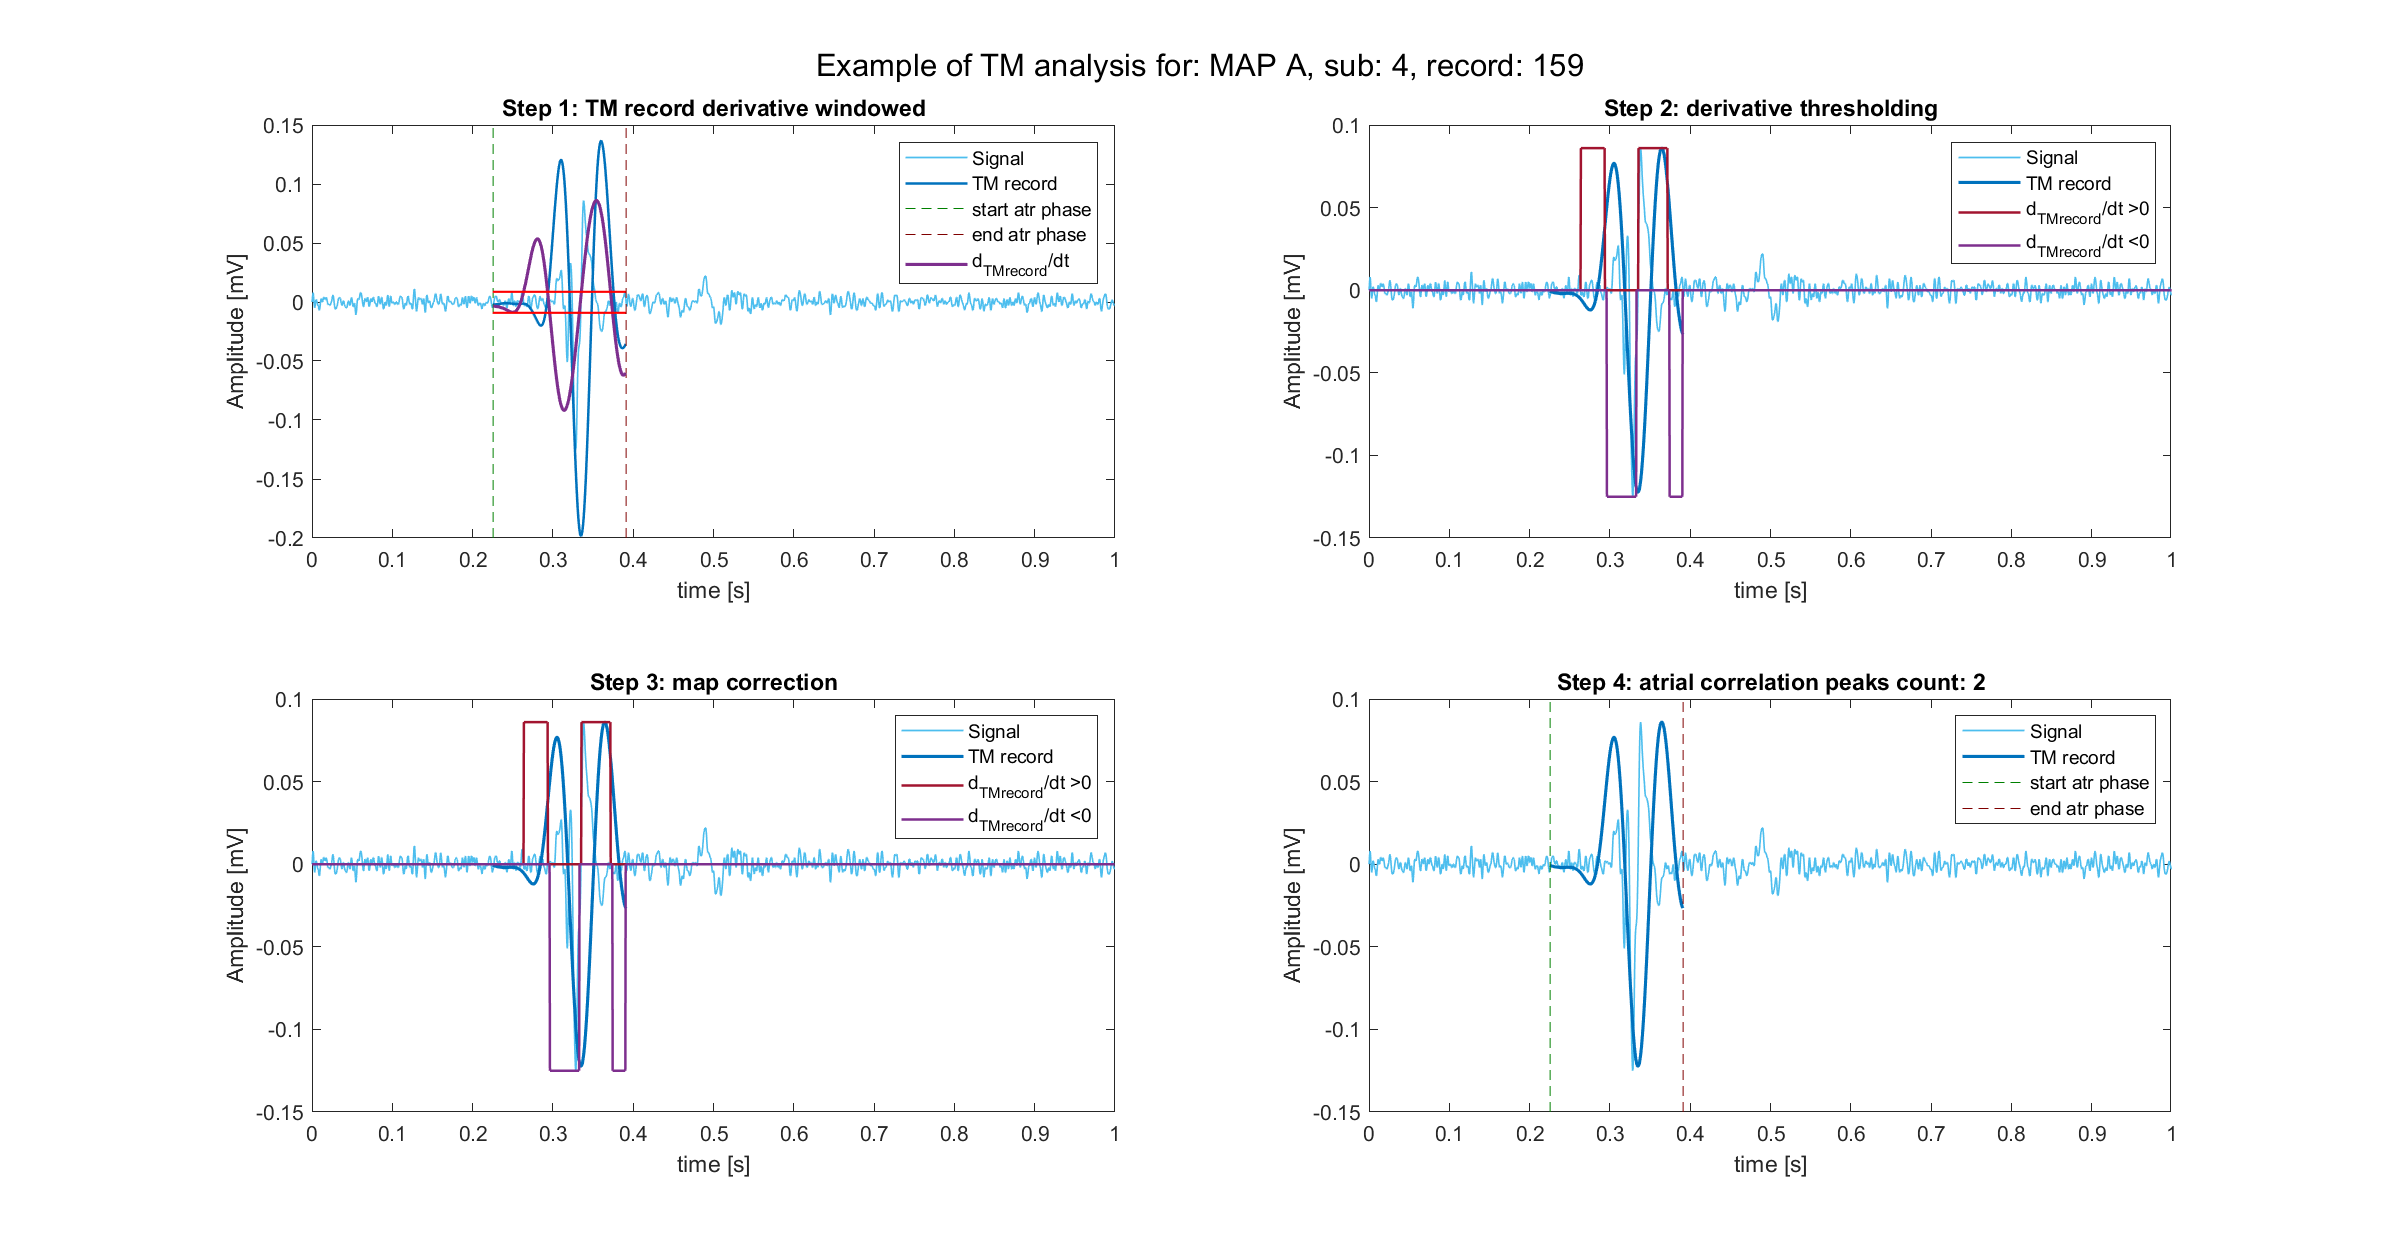 Example of TM analysis for: MAP A, sub: 4, record: 159
Step 1: TM record derivative windowed
0.15
0.1
0.05
0
-0.05
-0.1
-0.15
-0.2
Amplitude [mV]
0 0.1 0.2 0.3 0.4 0.5 0.6 0.7 0.8 0.9 1
time [s]
Signal
TM record
start atr phase
end atr phase
dTMrecord/dt
Step 2: derivative thresholding
0.1
0.05
0
-0.05
-0.1
-0.15
Amplitude [mV]
0 0.1 0.2 0.3 0.4 0.5 0.6 0.7 0.8 0.9 1
time [s]
Signal
TM record
dTMrecord/dt >0
dTMrecord/dt <0
Step 3: map correction
0.1
0.05
0
-0.05
-0.1
-0.15
Amplitude [mV]
0 0.1 0.2 0.3 0.4 0.5 0.6 0.7 0.8 0.9 1
time [s]
Signal
TM record
dTMrecord/dt >0
dTMrecord/dt <0
Step 4: atrial correlation peaks count: 2
0.1
0.05
0
-0.05
-0.1
-0.15
Amplitude [mV]
0 0.1 0.2 0.3 0.4 0.5 0.6 0.7 0.8 0.9 1
time [s]
Signal
TM record
start atr phase
end atr phase